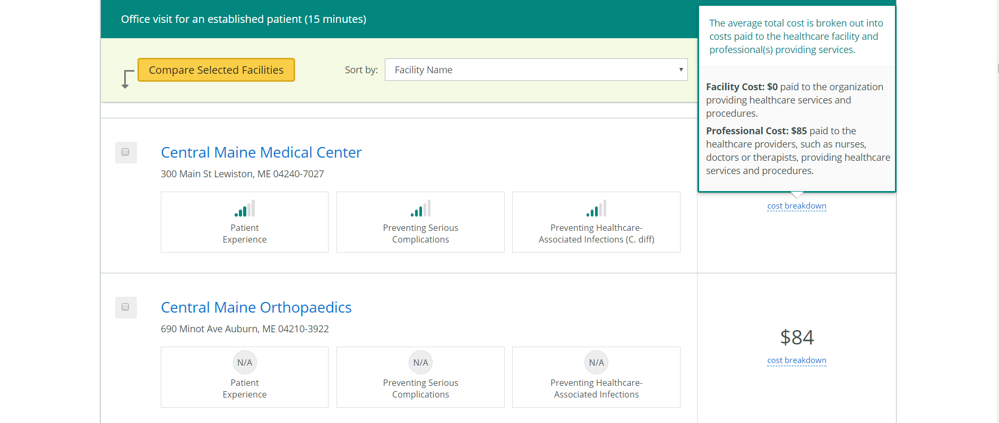 Office visit for an established patient (15 minutes)
Compare Selected Facilities
Sort by:
Facility Name
The average total cost is broken out into
costs paid to the healthcare facility and
professional(s) providing services.
Facility Cost: $0 paid to the organization
providing healthcare services and
procedures.
Professional Cost: $85 paid to the
healthcare providers, such as nurses,
doctors or therapists, providing healthcare
services and procedures.
cost breakdown
Central Maine Medical Center
300 Main St Lewiston, ME 04240-7027
Patient
Experience
Preventing Serious
Complications
Preventing Healthcare-
Associated Infections (C. diff)
Central Maine Orthopaedics
690 Minot Ave Auburn, ME 04210-3922
N/A
Patient
Experience
N/A
Preventing Serious
Complications
N/A
Preventing Healthcare-
Associated Infections
$84
cost breakdown